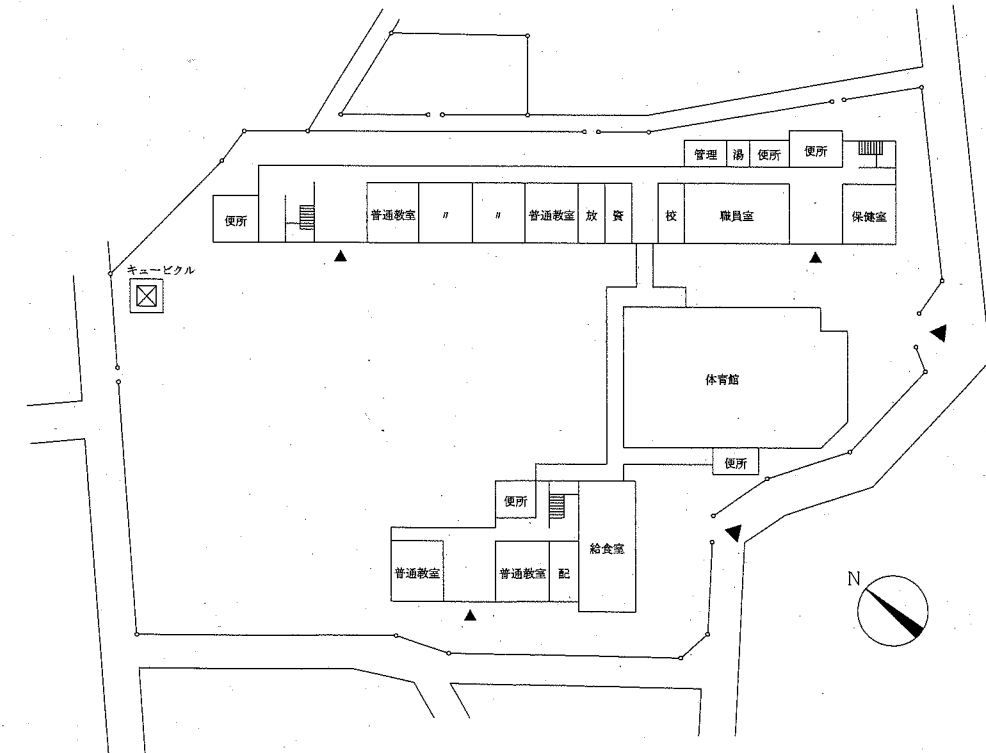 管理
湯
便所
便所
便所
普通教室
〃
〃
普通教室
放
資
校
職員室
保健室
キュービクル
体育館
便所
便所
給食室
普通教室
普通教室
配
N